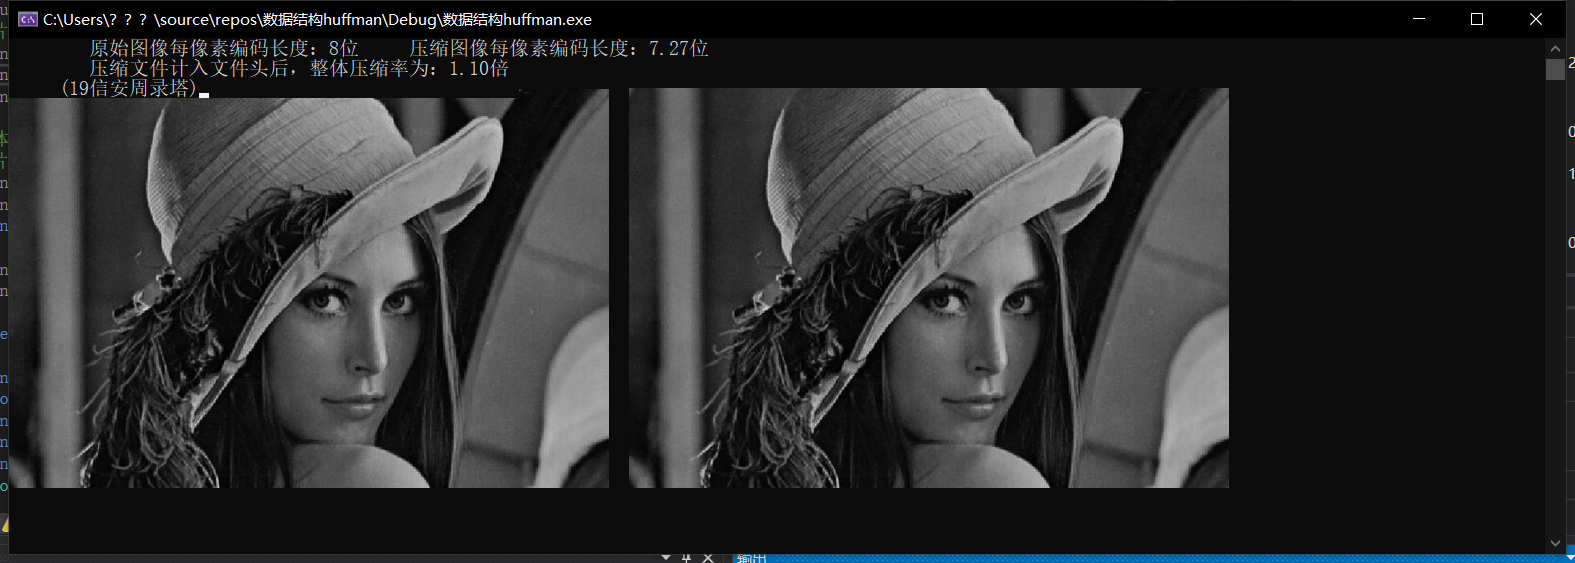 C:\Users\? ? ? \source\repos\数据结构huffman\Debug\数据结构huffman.exe
原始图像每像素编码长度：8位 压缩图像每像素编码长度：7.27位
压缩文件计入文件头后，整体压缩率为：1.10倍
(19信安周录塔)
输出